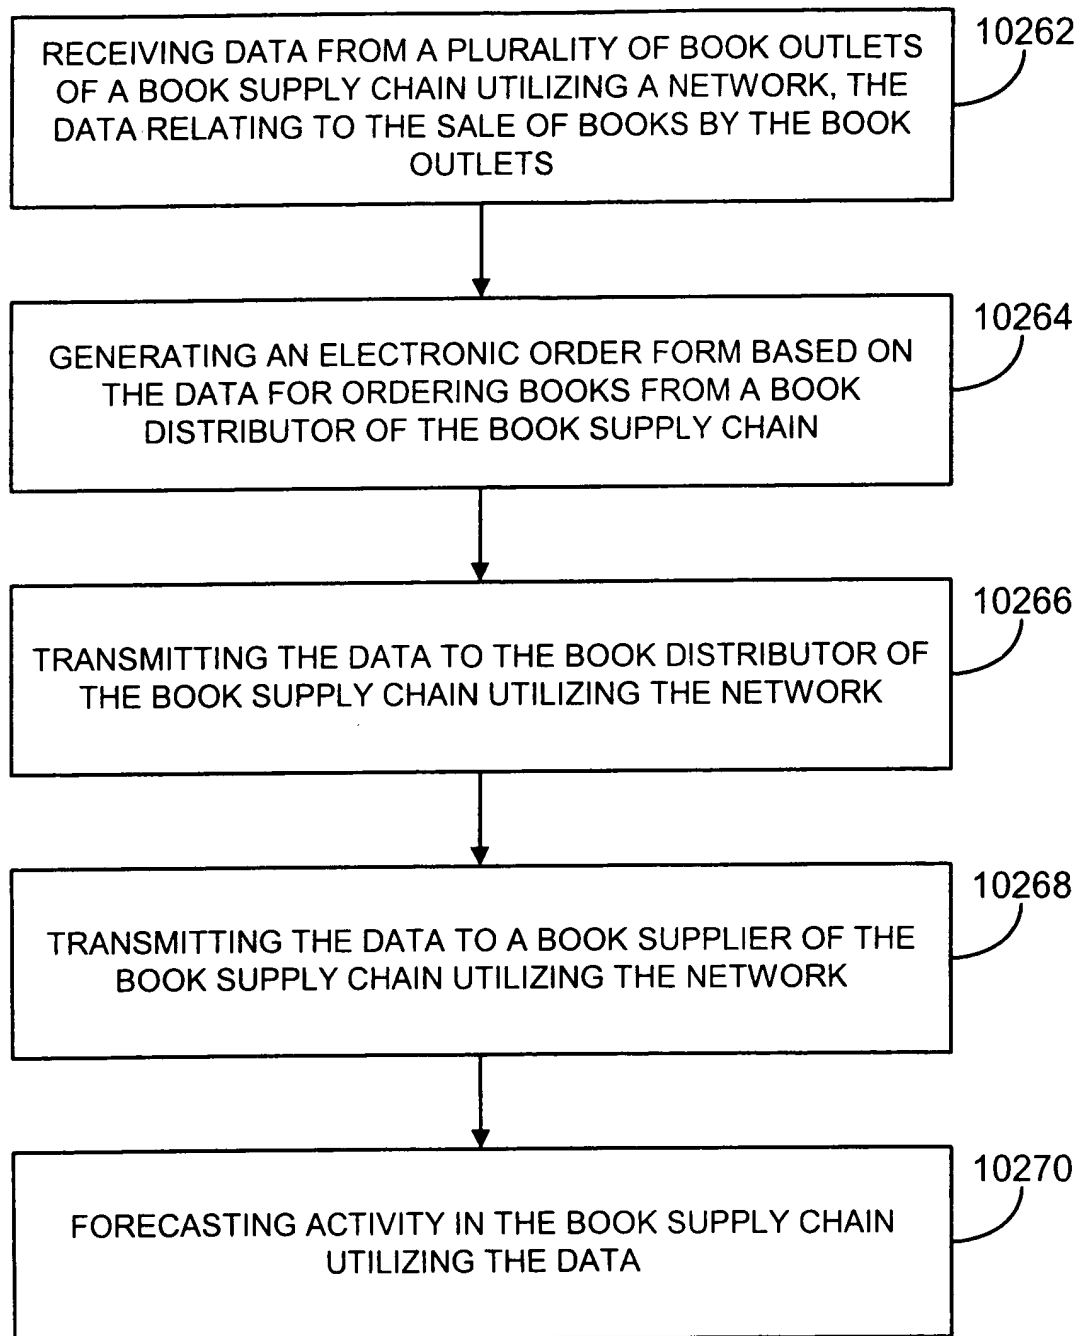 10262
RECEIVING DATA FROM A PLURALITY OF BOOK OUTLETS
OF A BOOK SUPPLY CHAIN UTILIZING A NETWORK, THE
DATA RELATING TO THE SALE OF BOOKS BY THE BOOK
OUTLETS
10264
GENERATING AN ELECTRONIC ORDER FORM BASED ON
THE DATA FOR ORDERING BOOKS FROM A BOOK
DISTRIBUTOR OF THE BOOK SUPPLY CHAIN
10266
TRANSMITTING THE DATA TO THE BOOK DISTRIBUTOR OF
THE BOOK SUPPLY CHAIN UTILIZING THE NETWORK
10268
TRANSMITTING THE DATA TO A BOOK SUPPLIER OF THE
BOOK SUPPLY CHAIN UTILIZING THE NETWORK
10270
FORECASTING ACTIVITY IN THE BOOK SUPPLY CHAIN
UTILIZING THE DATA